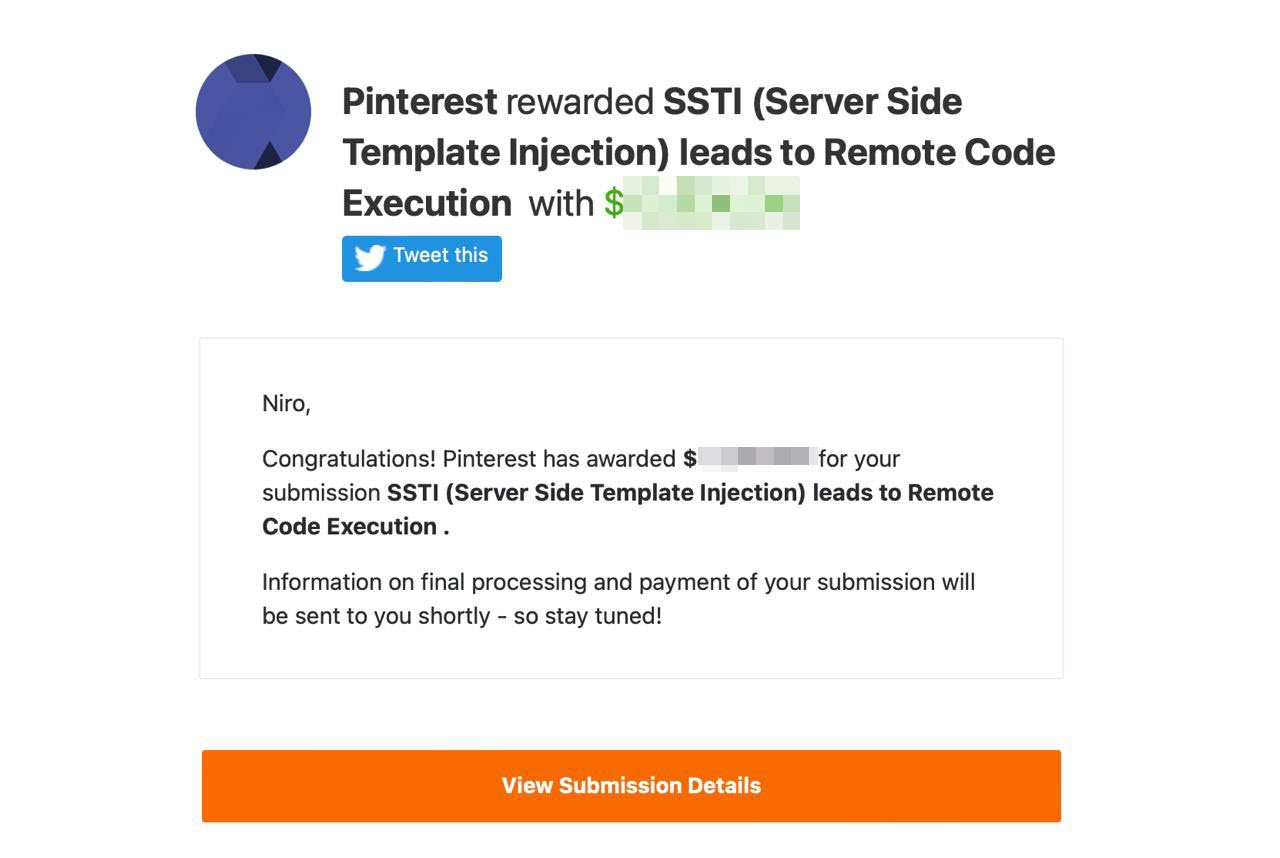 Pinterest rewarded SSTI (Server Side
Template Injection) leads to Remote Code
Execution with $
Tweet this
Niro,
Congratulations! Pinterest has awarded $ for your
submission SSTI (Server Side Template Injection) leads to Remote
Code Execution .
Information on final processing and payment of your submission will
be sent to you shortly - so stay tuned!
View Submission Details